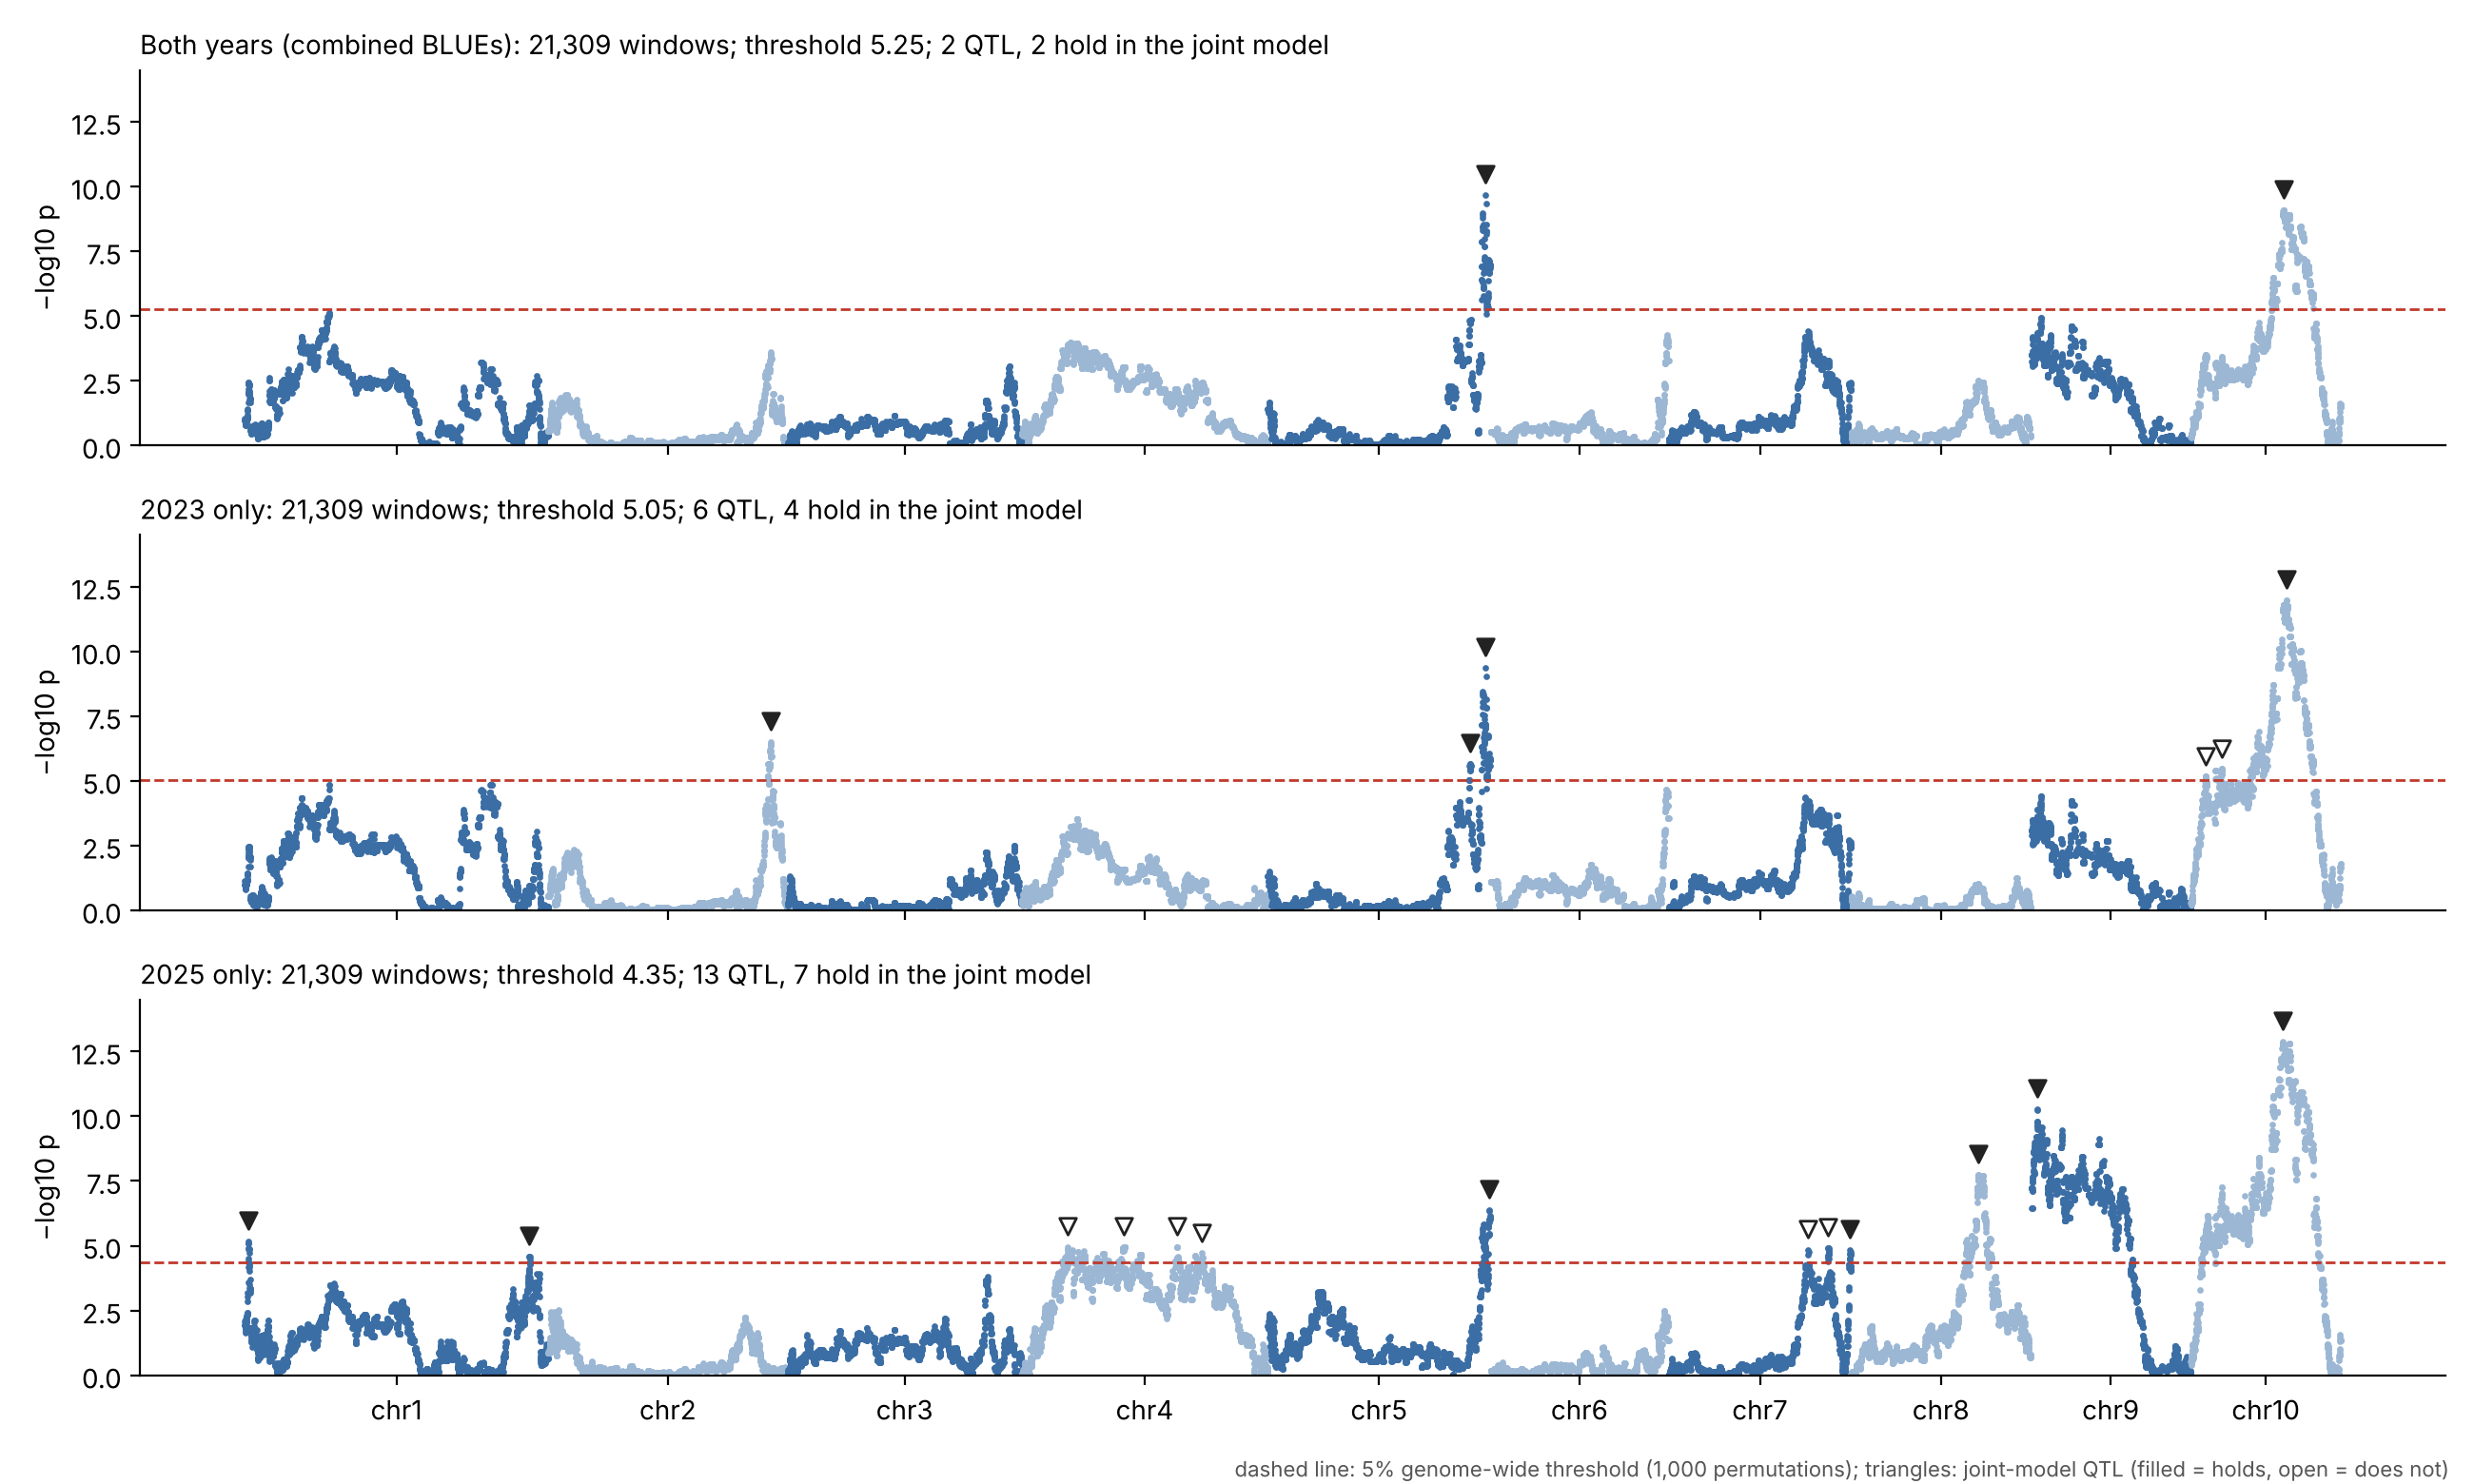 Both years (combined BLUEs): 21,309 windows; threshold 5.25; 2 QTL, 2 hold in the joint model
−log10 p
12.5
10.0
7.5
5.0
2.5
0.0
2023 only: 21,309 windows; threshold 5.05; 6 QTL, 4 hold in the joint model
−log10 p
12.5
10.0
7.5
5.0
2.5
0.0
2025 only: 21,309 windows; threshold 4.35; 13 QTL, 7 hold in the joint model
−log10 p
12.5
10.0
7.5
5.0
2.5
0.0
chr1 chr2 chr3 chr4 chr5 chr6 chr7 chr8 chr9 chr10
dashed line: 5% genome-wide threshold (1,000 permutations); triangles: joint-model QTL (filled = holds, open = does not)